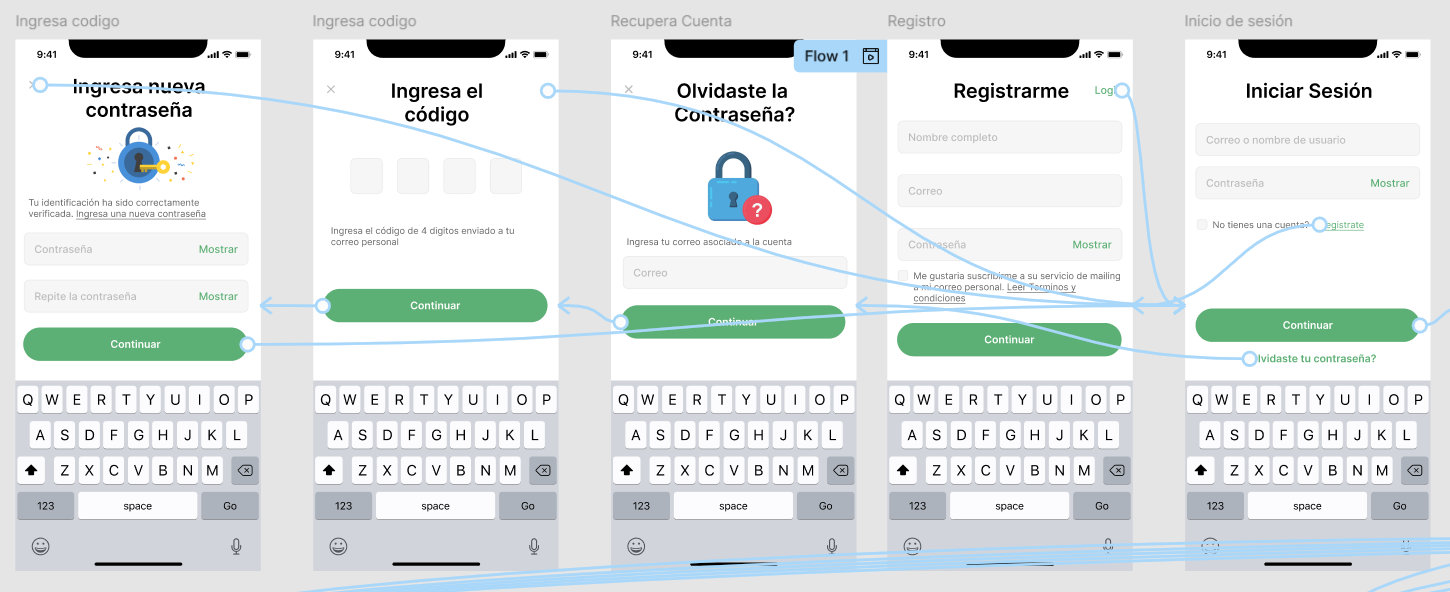 Ingresa codigo
9:41
Ingresa nueva
contraseña
Tu identificación ha sido correctamente
verificada. Ingresa una nueva contraseña
Contraseña Mostrar
Repite la contraseña Mostrar
Continuar
Q W E R T Y U I O P
A S D F G H J K L
Z X C V B N M
123 space Go
Ingresa codigo
9:41
Ingresa el
código
Ingresa el código de 4 digitos enviado a tu
correo personal
Continuar
Q W E R T Y U I O P
A S D F G H J K L
Z X C V B N M
123 space Go
Recupera Cuenta
9:41
Flow 1
Olvidaste la
Contraseña?
?
Ingresa tu correo asociado a la cuenta
Correo
Continuar
Q W E R T Y U I O P
A S D F G H J K L
Z X C V B N M
123 space Go
Registro
9:41
Registrarme Logi
Nombre completo
Correo
Contraseña Mostrar
Me gustaria suscribirme a su servicio de mailing
a mi correo personal. Leer Terminos y
condiciones
Continuar
Q W E R T Y U I O P
A S D F G H J K L
Z X C V B N M
123 space Go
Inicio de sesión
9:41
Iniciar Sesión
Correo o nombre de usuario
Contraseña Mostrar
No tienes una cuenta? egistrate
Continuar
lvidaste tu contraseña?
Q W E R T Y U I O P
A S D F G H J K L
Z X C V B N M
123 space Go